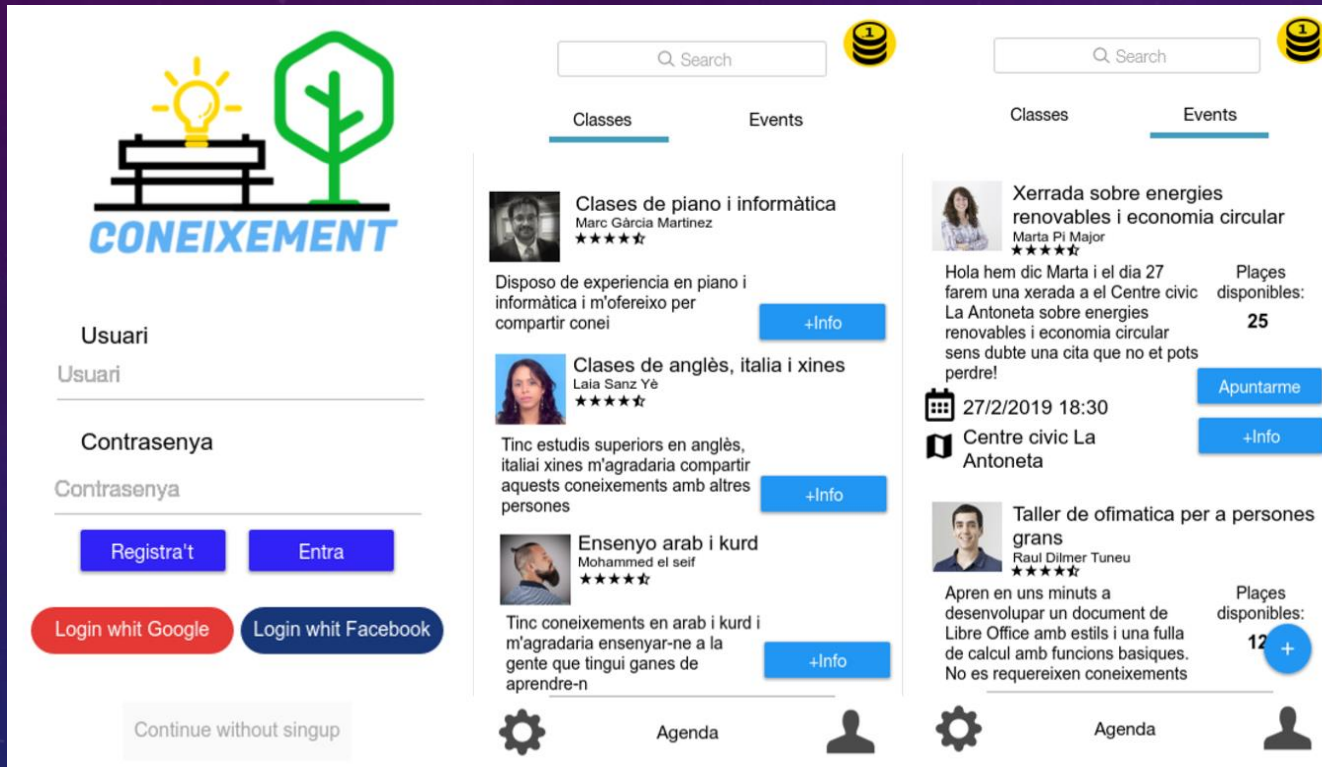 CONEIXEMENT
Usuari
Usuari
Contrasenya
Contrasenya
Registra't
Entra
Login whit Google
Login whit Facebook
Continue without singup
Search
1
Classes
Events
Clases de piano i informàtica
Marc Gàrcia Martinez
Disposo de experiencia en piano i
informàtica i m'ofereixo per
compartir conei
+Info
Clases de anglès, italia i xines
Laia Sanz Yè
Tinc estudis superiors en anglès,
italiai xines m'agradaria compartir
aquests coneixements amb altres
persones
+Info
Ensenyo arab i kurd
Mohammed el seif
Tinc coneixements en arab i kurd i
m'agradaria ensenyar-ne a la
gente que tingui ganes de
aprendre-n
+Info
Agenda
Search
1
Classes
Events
Xerrada sobre energies
renovables i economia circular
Marta Pi Major
Hola hem dic Marta i el dia 27
farem una xerada a el Centre civic
La Antoneta sobre energies
renovables i economia circular
sens dubte una cita que no et pots
perdre!
Plaçes
disponibles:
25
Apuntarme
27/2/2019 18:30
+Info
Centre civic La
Antoneta
Taller de ofimatica per a persones
grans
Raul Dilmer Tuneu
Apren en uns minuts a
desenvolupar un document de
Libre Office amb estils i una fulla
de calcul amb funcions basiques.
No es requereixen coneixements
Plaçes
disponibles:
12
+
Agenda